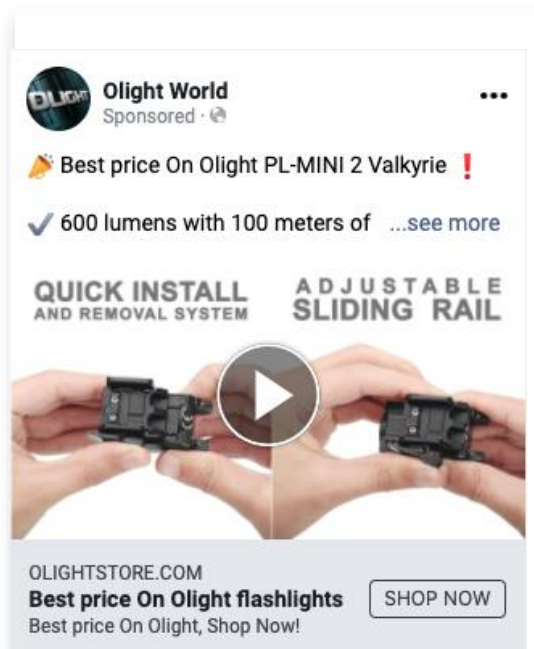 OLIGHT
Olight World
Sponsored ·
Best price On Olight PL-MINI 2 Valkyrie ❗
600 lumens with 100 meters of ...see more
QUICK INSTALL
AND REMOVAL SYSTEM
ADJUSTABLE
SLIDING RAIL
OLIGHTSTORE.COM
Best price On Olight flashlights
SHOP NOW
Best price On Olight, Shop Now!